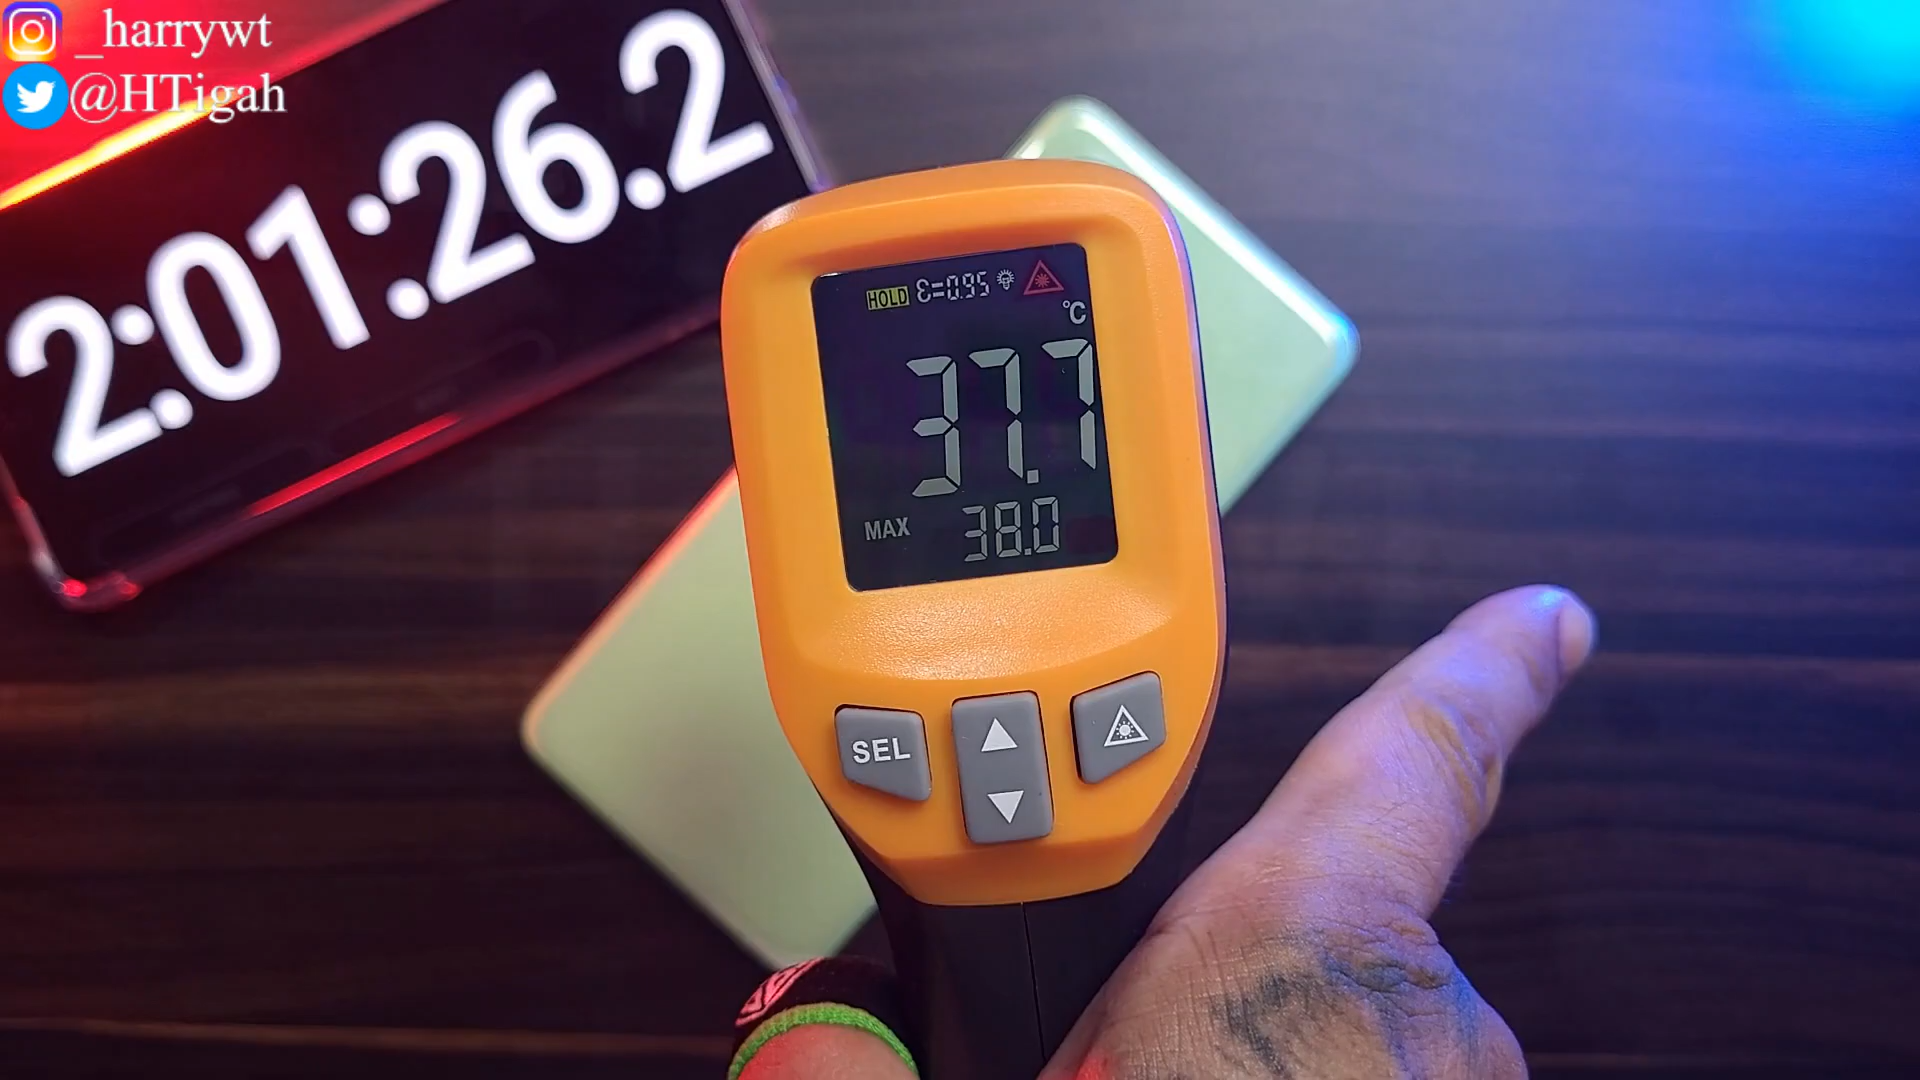 _harrywt
@HTigah
2:01:26.2
HOLD ε=0.95
°C
37.7
MAX 38.0
SEL